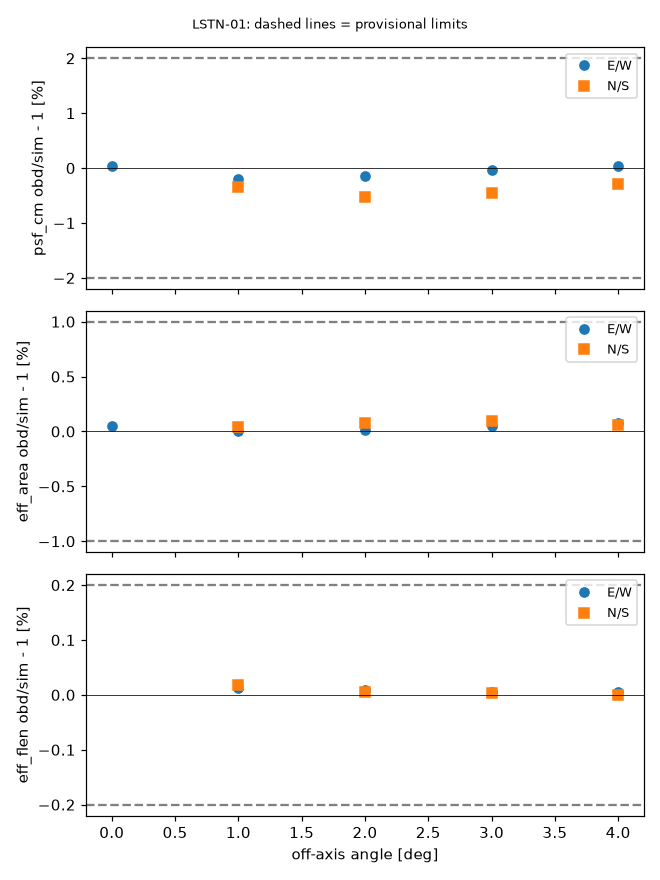 LSTN-01: dashed lines = provisional limits
psf_cm obd/sim - 1 [%]
2
1
0
−1
−2
E/W
N/S
eff_area obd/sim - 1 [%]
1.0
0.5
0.0
−0.5
−1.0
E/W
N/S
eff_flen obd/sim - 1 [%]
0.2
0.1
0.0
−0.1
−0.2
E/W
N/S
0.0 0.5 1.0 1.5 2.0 2.5 3.0 3.5 4.0
off-axis angle [deg]